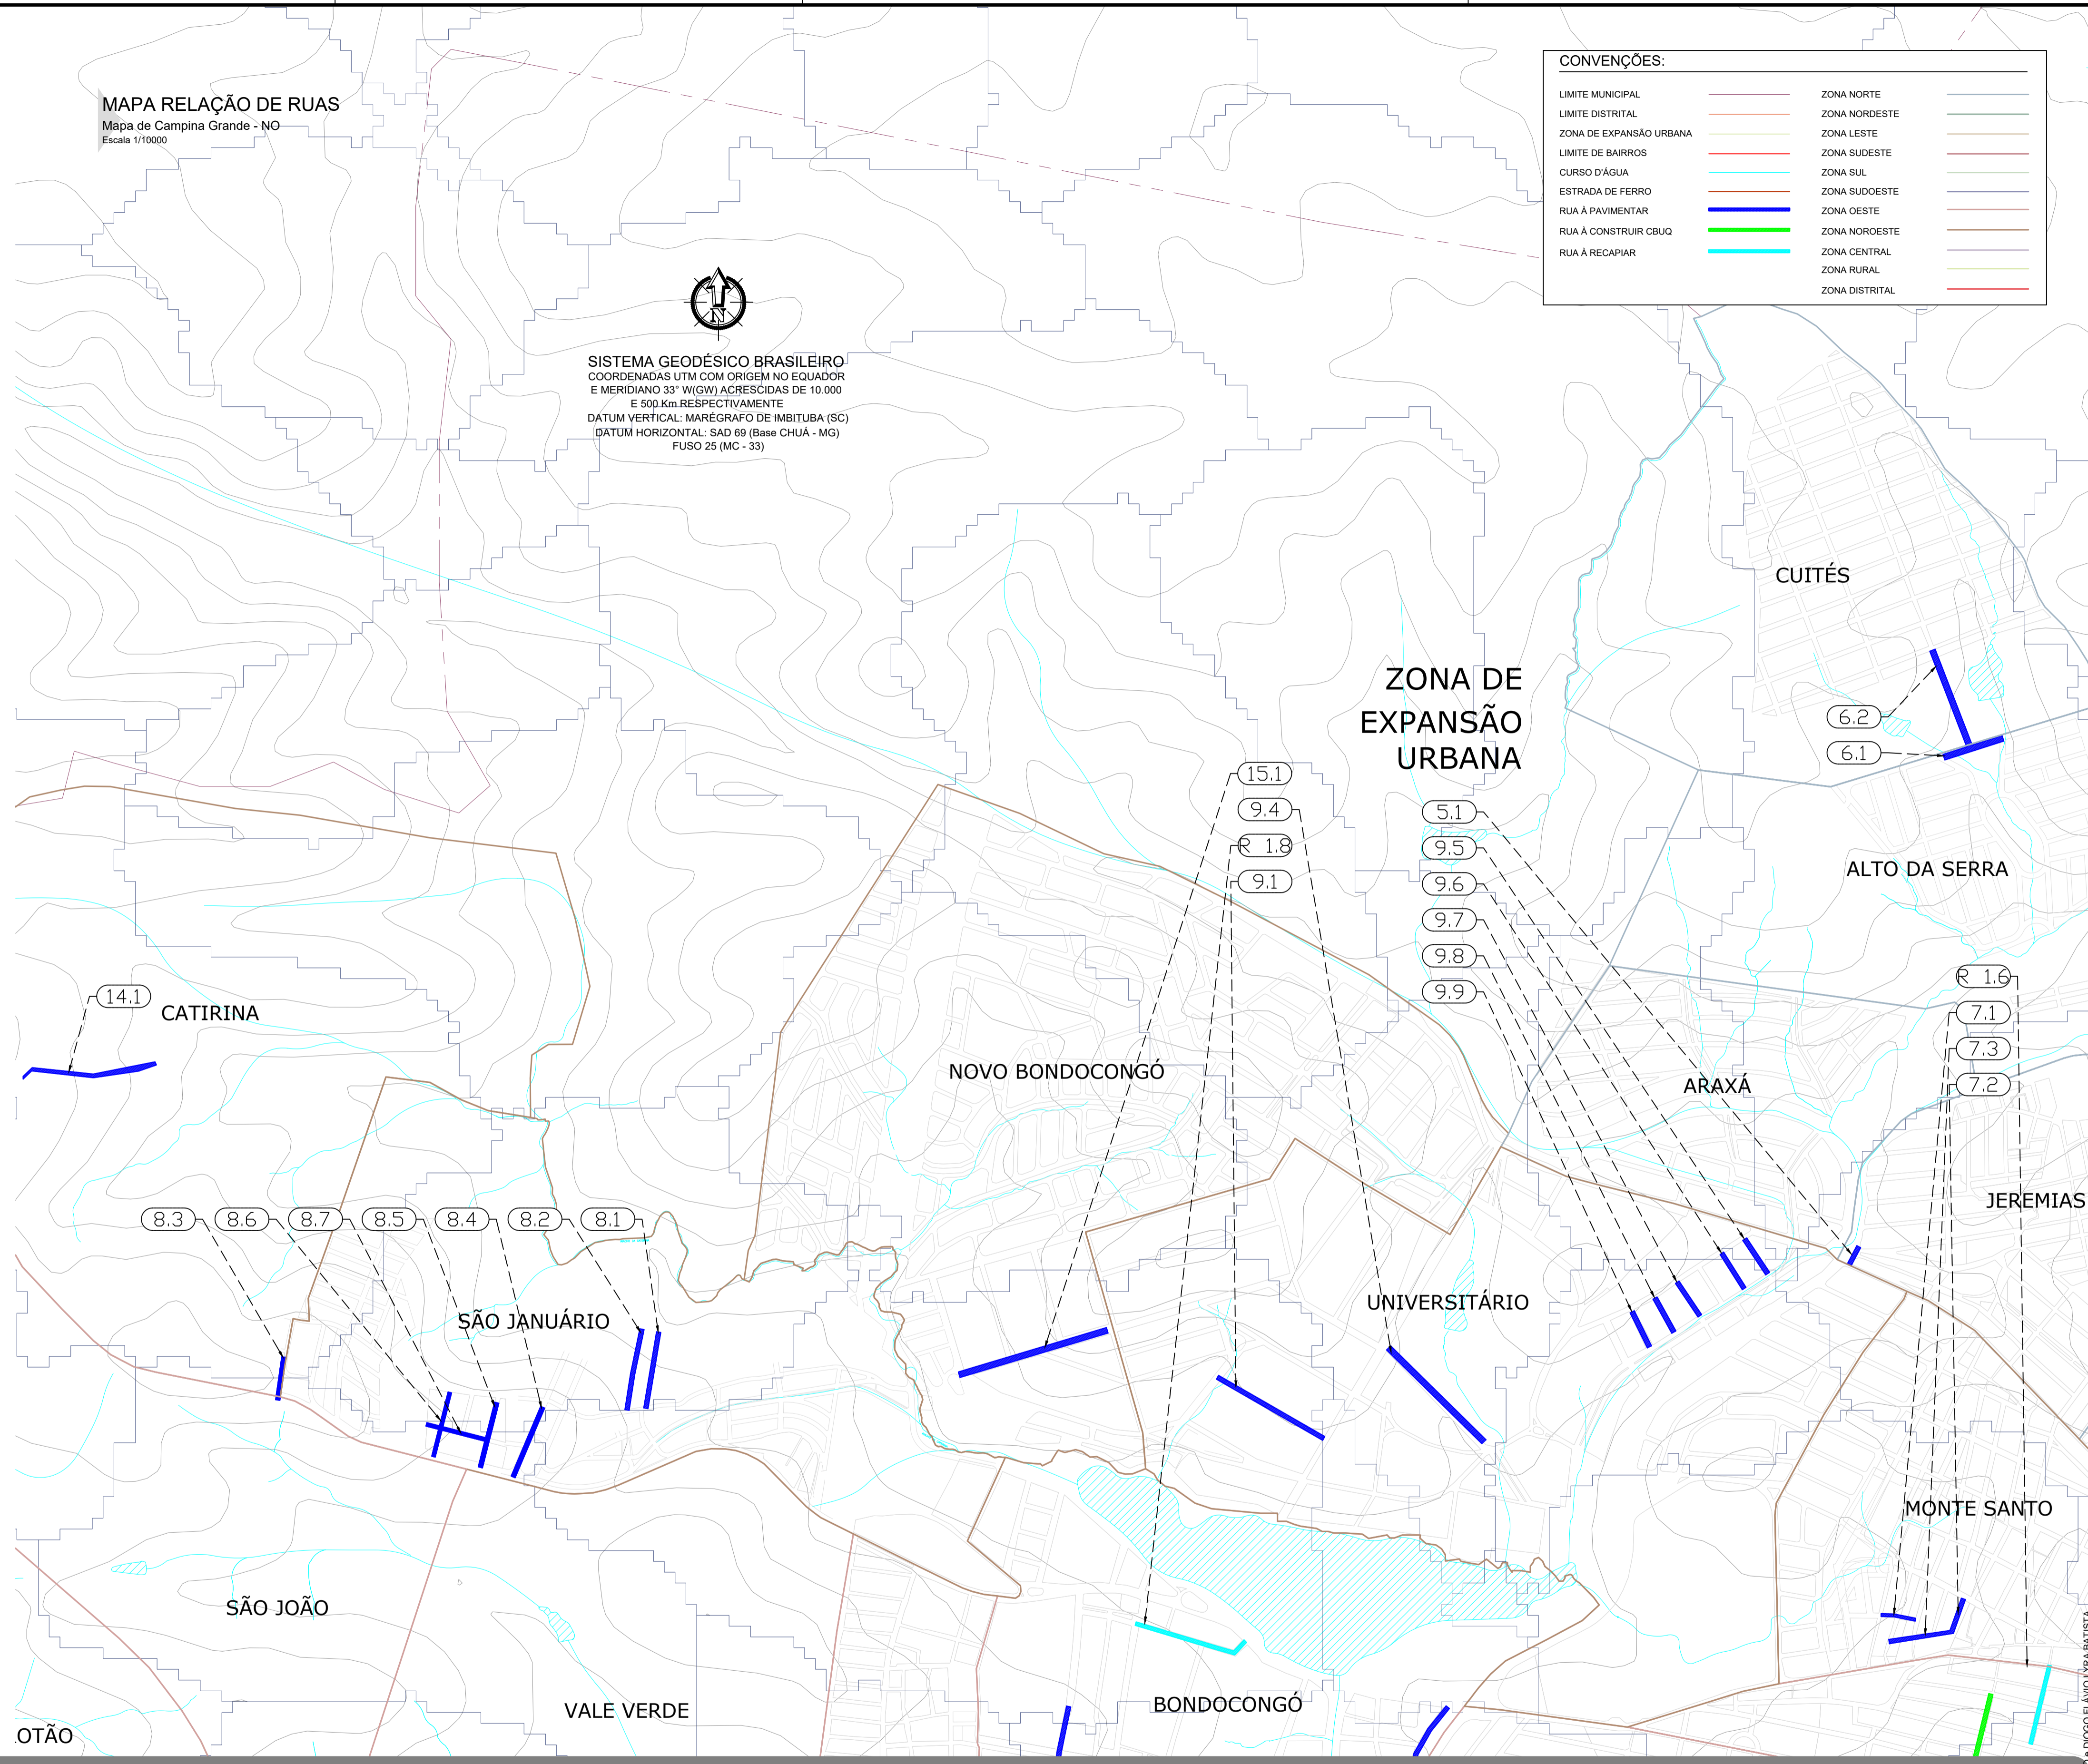 MAPA RELAÇÃO DE RUAS
Mapa de Campina Grande - NO
Escala 1/10000
CONVENÇÕES:
LIMITE MUNICIPAL
LIMITE DISTRITAL
ZONA DE EXPANSÃO URBANA
LIMITE DE BAIRROS
CURSO D'ÁGUA
ESTRADA DE FERRO
RUA À PAVIMENTAR
RUA À CONSTRUIR CBUQ
RUA À RECAPIAR
ZONA NORTE
ZONA NORDESTE
ZONA LESTE
ZONA SUDESTE
ZONA SUL
ZONA SUDOESTE
ZONA OESTE
ZONA NOROESTE
ZONA CENTRAL
ZONA RURAL
ZONA DISTRITAL
N
SISTEMA GEODÉSICO BRASILEIRO
COORDENADAS UTM COM ORIGEM NO EQUADOR
E MERIDIANO 33° W(GW) ACRESCIDAS DE 10.000
E 500 Km RESPECTIVAMENTE
DATUM VERTICAL: MARÉGRAFO DE IMBITUBA (SC)
DATUM HORIZONTAL: SAD 69 (Base CHUÁ - MG)
FUSO 25 (MC - 33)
CUITÉS
ZONA DE
EXPANSÃO
URBANA
6.2
6.1
15.1
9.4
R 1.8
9.1
5.1
9.5
9.6
9.7
9.8
9.9
ALTO DA SERRA
R 1.6
7.1
7.3
7.2
14.1
CATIRINA
NOVO BONDOCONGÓ
ARAXÁ
JEREMIAS
8.3
8.6
8.7
8.5
8.4
8.2
8.1
SÃO JANUÁRIO
UNIVERSITÁRIO
MONTE SANTO
SÃO JOÃO
VALE VERDE
BONDOCONGÓ
OTÃO
DIOGO FLÁVIO LYRA BATISTA